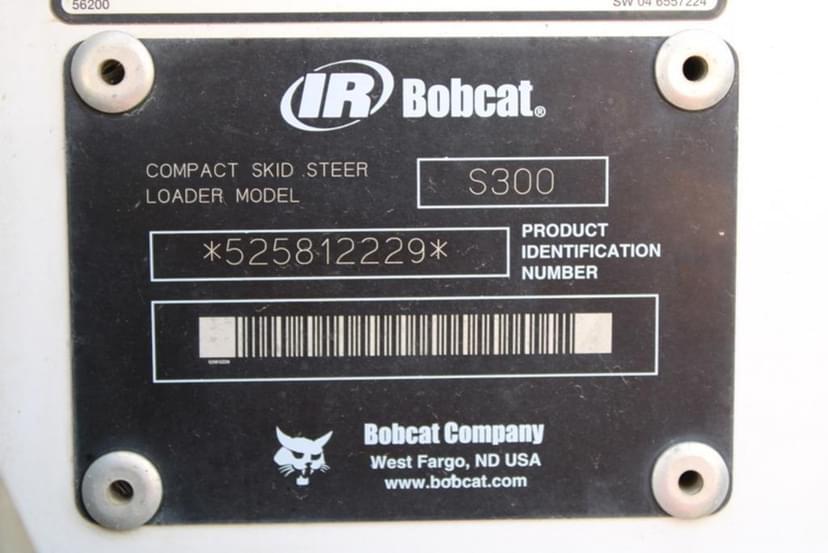 56200
SW 04 6557224
IR Bobcat®
COMPACT SKID STEER
LOADER MODEL
S300
*525812229*
PRODUCT
IDENTIFICATION
NUMBER
Bobcat Company
West Fargo, ND USA
www.bobcat.com